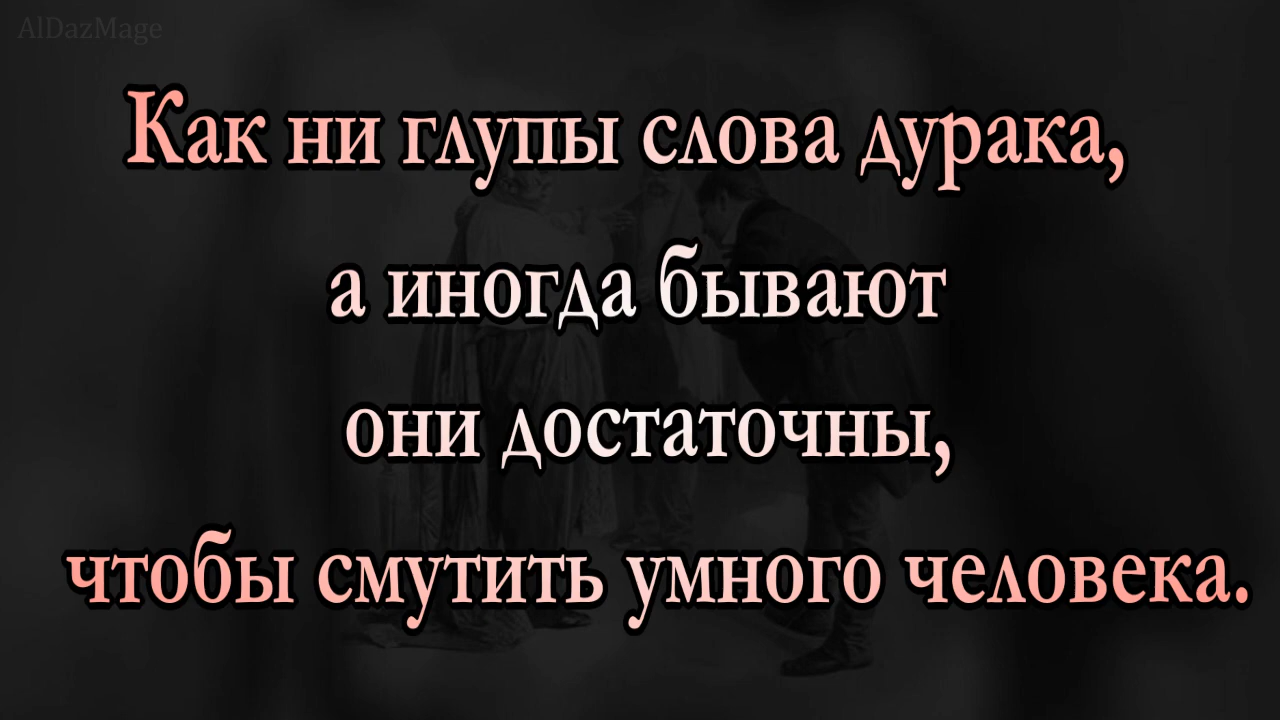 AlDazMage
Как ни глупы слова дурака,
а иногда бывают
они достаточны,
чтобы смутить умного человека.